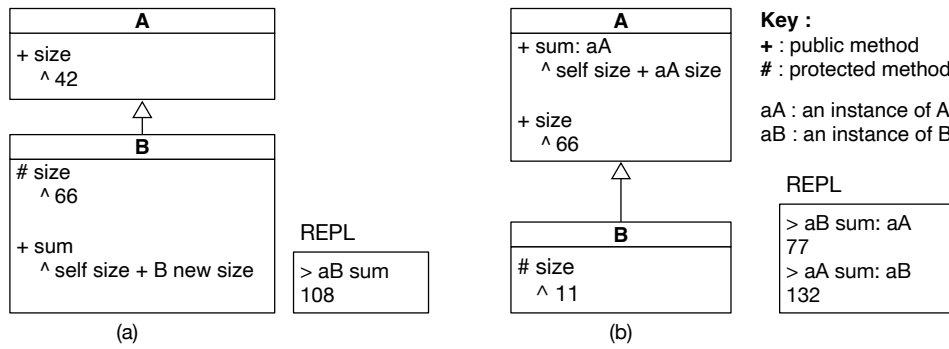 A
+ size
^ 42
B
# size
^ 66
+ sum
^ self size + B new size
REPL
> aB sum
108
(a)
A
+ sum: aA
^ self size + aA size
+ size
^ 66
B
# size
^ 11
(b)
Key :
+ : public method
# : protected method
aA : an instance of A
aB : an instance of B
REPL
> aB sum: aA
77
> aA sum: aB
132